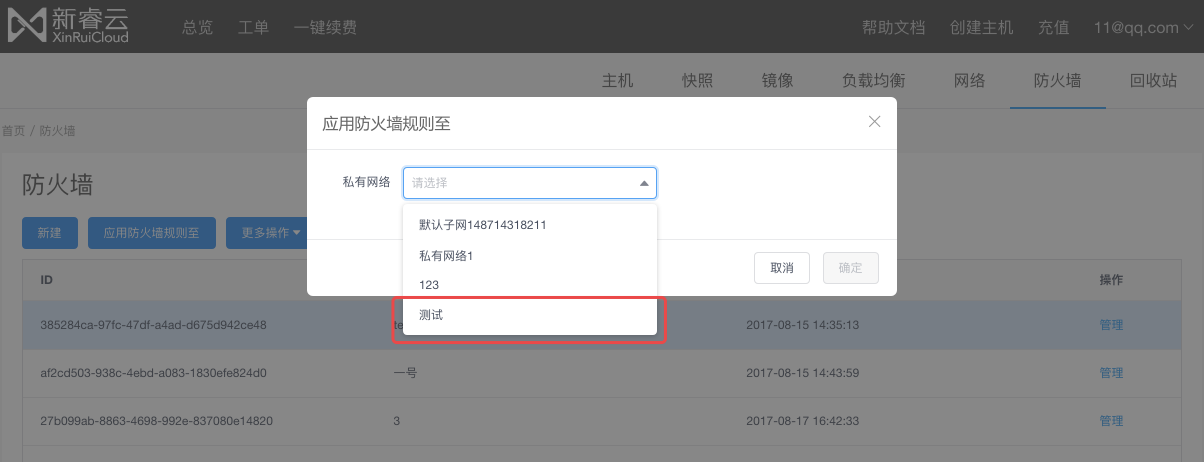 新睿云
XinRuiCloud
总览 工单 一键续费 帮助文档 创建主机 充值 11@qq.com
主机 快照 镜像 负载均衡 网络 防火墙 回收站
首页 / 防火墙
应用防火墙规则至
私有网络 请选择
默认子网148714318211
私有网络1
123
测试
取消 确定
防火墙
新建 应用防火墙规则至 更多操作
ID 操作
385284ca-97fc-47df-a4ad-d675d942ce48 2017-08-15 14:35:13 管理
af2cd503-938c-4ebd-a083-1830efe824d0 一号 2017-08-15 14:43:59 管理
27b099ab-8863-4698-992e-837080e14820 3 2017-08-17 16:42:33 管理